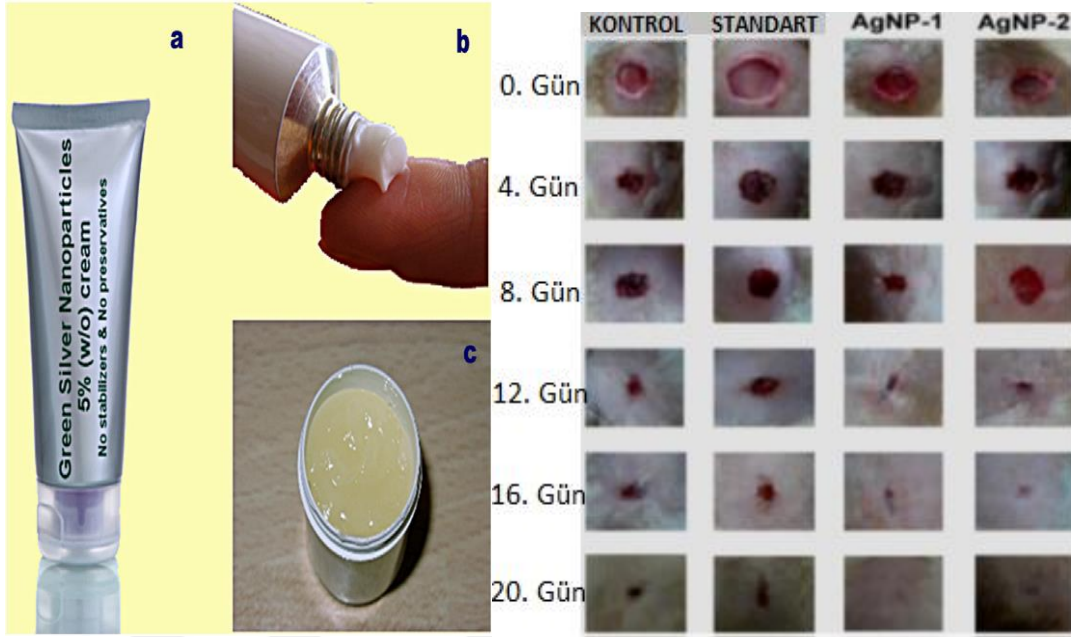 a
Green Silver Nanoparticles
5% (w/o) cream
No stabilizers & No preservatives
b
c
KONTROL STANDART AgNP-1 AgNP-2
0. Gün
4. Gün
8. Gün
12. Gün
16. Gün
20. Gün